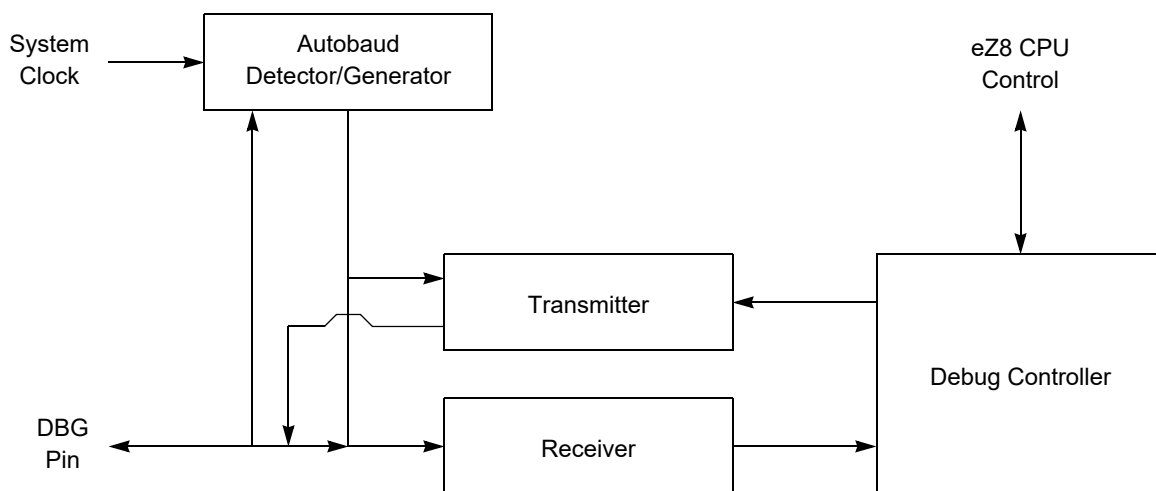 System
Clock
Autobaud
Detector/Generator
eZ8 CPU
Control
Transmitter
Debug Controller
DBG
Pin
Receiver